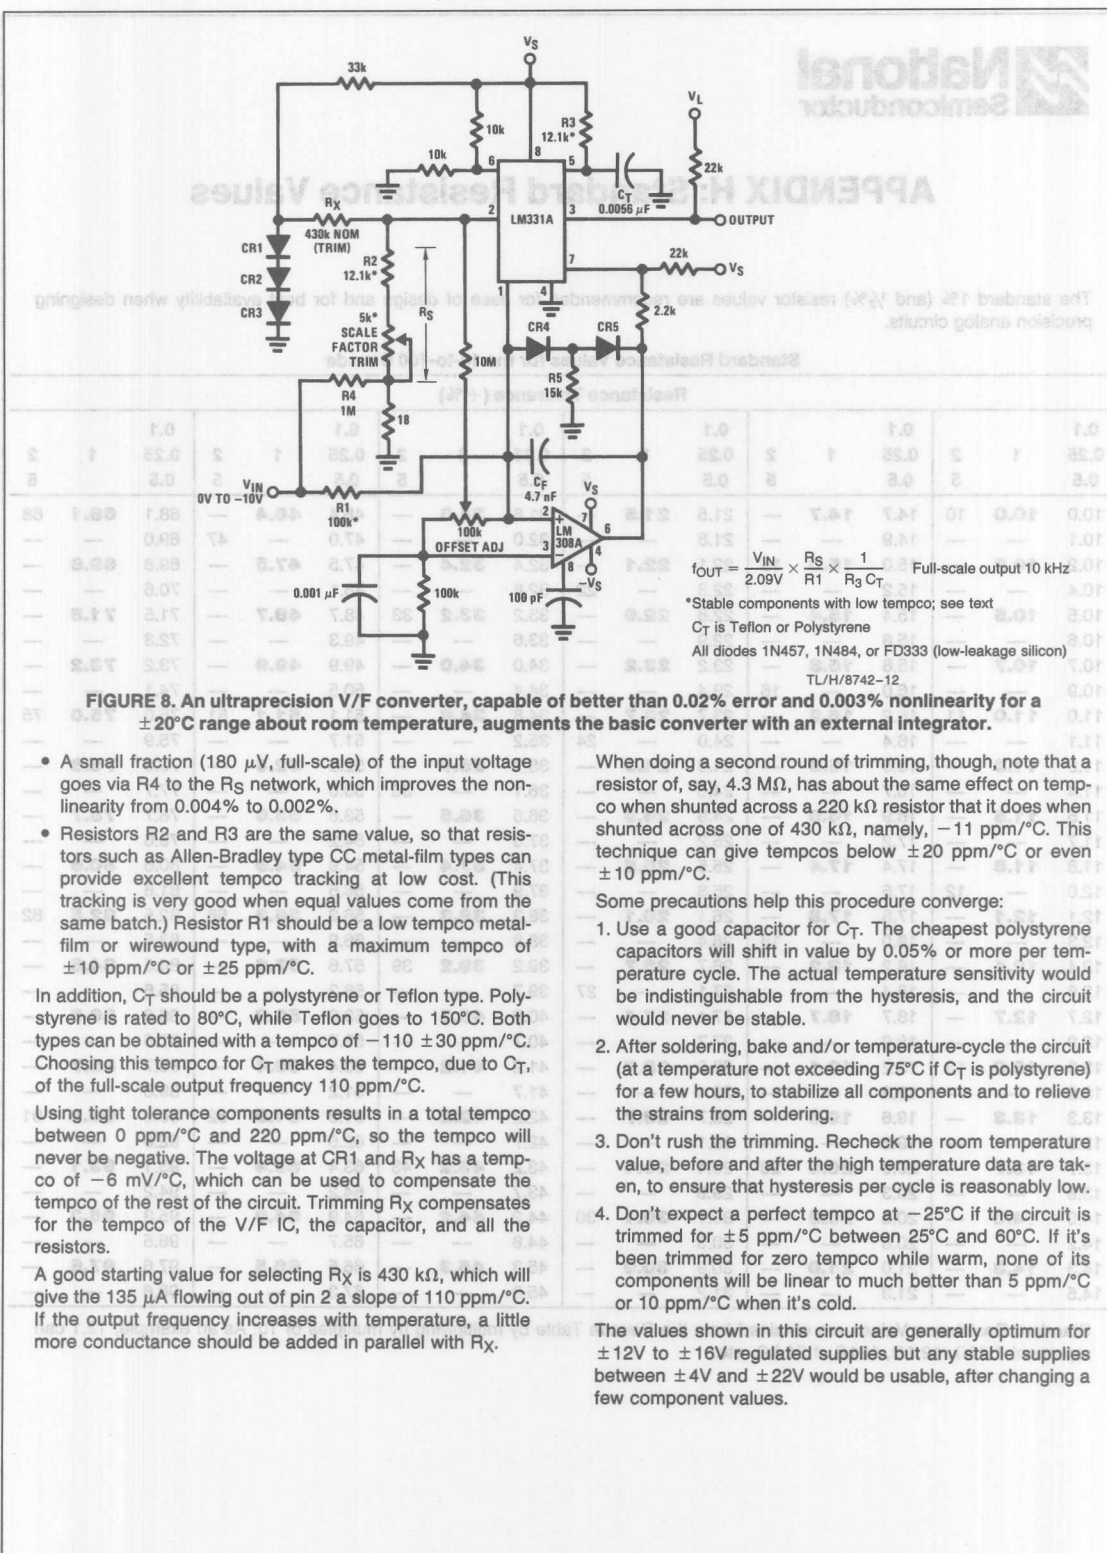 VS
33k
VL
10k
R3
12.1k*
8
10k
6
5
22k
CT
0.0056 µF
RX
2
LM331A
3
OUTPUT
430k NOM
(TRIM)
CR1
R2
12.1k*
22k
VS
7
CR2
RS
1
4
CR3
2.2k
5k*
SCALE
FACTOR
TRIM
CR4
CR5
10M
R5
15k
R4
1M
18
VIN
0V TO −10V
CF
4.7 nF
VS
R1
100k*
100k
OFFSET ADJ
2
+
7
LM
308A
6
3
−
4
8
−VS
0.001 µF
100k
100 pF
fOUT = VIN/2.09V × RS/R1 × 1/R3 CT Full-scale output 10 kHz
*Stable components with low tempco; see text
CT is Teflon or Polystyrene
All diodes 1N457, 1N484, or FD333 (low-leakage silicon)
TL/H/8742–12
FIGURE 8. An ultraprecision V/F converter, capable of better than 0.02% error and 0.003% nonlinearity for a
±20°C range about room temperature, augments the basic converter with an external integrator.
• A small fraction (180 µV, full-scale) of the input voltage
goes via R4 to the RS network, which improves the non-
linearity from 0.004% to 0.002%.
• Resistors R2 and R3 are the same value, so that resis-
tors such as Allen-Bradley type CC metal-film types can
provide excellent tempco tracking at low cost. (This
tracking is very good when equal values come from the
same batch.) Resistor R1 should be a low tempco metal-
film or wirewound type, with a maximum tempco of
±10 ppm/°C or ±25 ppm/°C.
In addition, CT should be a polystyrene or Teflon type. Poly-
styrene is rated to 80°C, while Teflon goes to 150°C. Both
types can be obtained with a tempco of −110 ±30 ppm/°C.
Choosing this tempco for CT makes the tempco, due to CT,
of the full-scale output frequency 110 ppm/°C.
Using tight tolerance components results in a total tempco
between 0 ppm/°C and 220 ppm/°C, so the tempco will
never be negative. The voltage at CR1 and RX has a temp-
co of −6 mV/°C, which can be used to compensate the
tempco of the rest of the circuit. Trimming RX compensates
for the tempco of the V/F IC, the capacitor, and all the
resistors.
A good starting value for selecting RX is 430 kΩ, which will
give the 135 µA flowing out of pin 2 a slope of 110 ppm/°C.
If the output frequency increases with temperature, a little
more conductance should be added in parallel with RX.
When doing a second round of trimming, though, note that a
resistor of, say, 4.3 MΩ, has about the same effect on temp-
co when shunted across a 220 kΩ resistor that it does when
shunted across one of 430 kΩ, namely, −11 ppm/°C. This
technique can give tempcos below ±20 ppm/°C or even
±10 ppm/°C.
Some precautions help this procedure converge:
1. Use a good capacitor for CT. The cheapest polystyrene
capacitors will shift in value by 0.05% or more per tem-
perature cycle. The actual temperature sensitivity would
be indistinguishable from the hysteresis, and the circuit
would never be stable.
2. After soldering, bake and/or temperature-cycle the circuit
(at a temperature not exceeding 75°C if CT is polystyrene)
for a few hours, to stabilize all components and to relieve
the strains from soldering.
3. Don't rush the trimming. Recheck the room temperature
value, before and after the high temperature data are tak-
en, to ensure that hysteresis per cycle is reasonably low.
4. Don't expect a perfect tempco at −25°C if the circuit is
trimmed for ±5 ppm/°C between 25°C and 60°C. If it's
been trimmed for zero tempco while warm, none of its
components will be linear to much better than 5 ppm/°C
or 10 ppm/°C when it's cold.
The values shown in this circuit are generally optimum for
±12V to ±16V regulated supplies but any stable supplies
between ±4V and ±22V would be usable, after changing a
few component values.